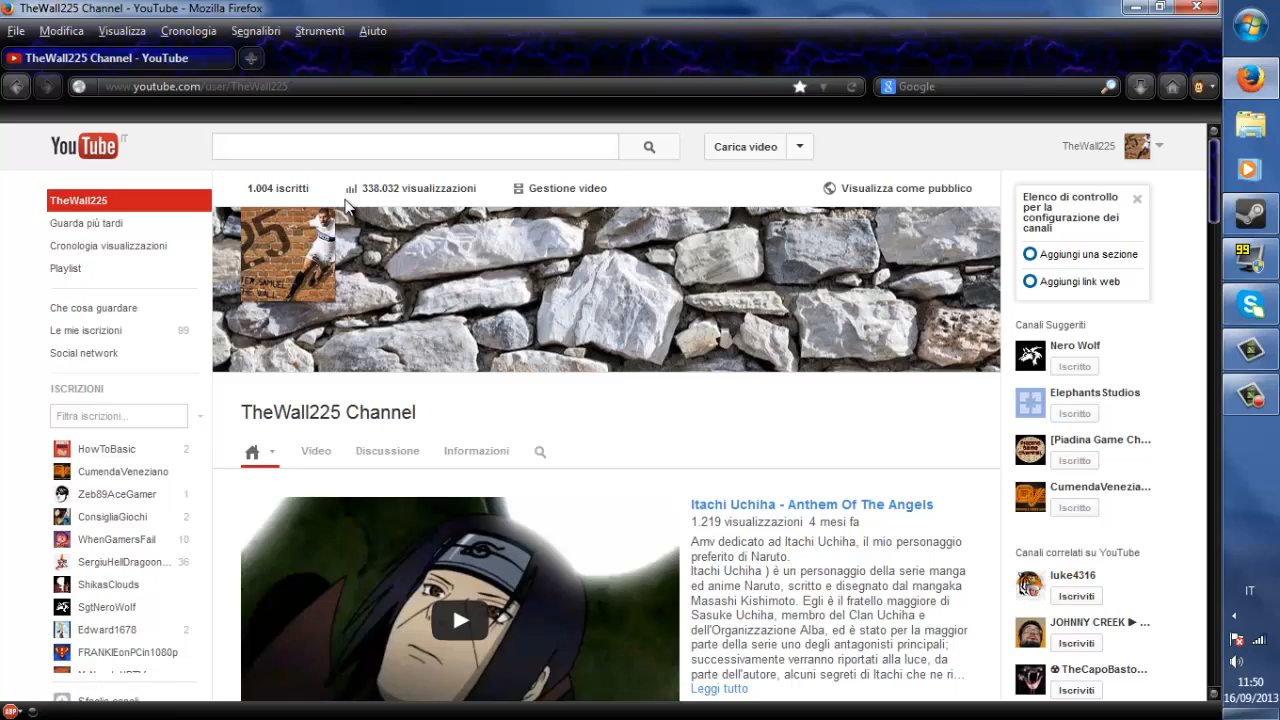 TheWall225 Channel - YouTube - Mozilla Firefox
File Modifica Visualizza Cronologia Segnalibri Strumenti Aiuto
TheWall225 Channel - YouTube
www.youtube.com/user/TheWall225
Google
YouTube IT
Carica video
TheWall225
1.004 iscritti
338.032 visualizzazioni
Gestione video
Visualizza come pubblico
TheWall225
Guarda più tardi
Cronologia visualizzazioni
Playlist
Che cosa guardare
Le mie iscrizioni 99
Social network
ISCRIZIONI
Filtra iscrizioni...
HowToBasic 2
CumendaVeneziano
Zeb89AceGamer 1
ConsigliaGiochi 2
WhenGamersFail 10
SergiuHellDragoon... 36
ShikasClouds
SgtNeroWolf
Edward1678 2
FRANKIEonPCin1080p
25
TheWall225 Channel
Video
Discussione
Informazioni
Itachi Uchiha - Anthem Of The Angels
1.219 visualizzazioni 4 mesi fa
Amv dedicato ad Itachi Uchiha, il mio personaggio
preferito di Naruto.
Itachi Uchiha ) è un personaggio della serie manga
ed anime Naruto, scritto e disegnato dal mangaka
Masashi Kishimoto. Egli è il fratello maggiore di
Sasuke Uchiha, membro del Clan Uchiha e
dell'Organizzazione Alba, ed è stato per la maggior
parte della serie uno degli antagonisti principali;
successivamente verranno riportati alla luce, da
parte dell'autore, alcuni segreti di Itachi che ne ri...
Leggi tutto
Elenco di controllo
per la
configurazione dei
canali
Aggiungi una sezione
Aggiungi link web
Canali Suggeriti
Nero Wolf
Iscritto
ElephantsStudios
Iscritto
[Piadina Game Ch...
Iscritto
CumendaVenezia...
Iscritto
Canali correlati su YouTube
luke4316
Iscriviti
JOHNNY CREEK ► ...
Iscriviti
☢ TheCapoBasto...
Iscriviti
99
IT
11:50
16/09/2013
ABP